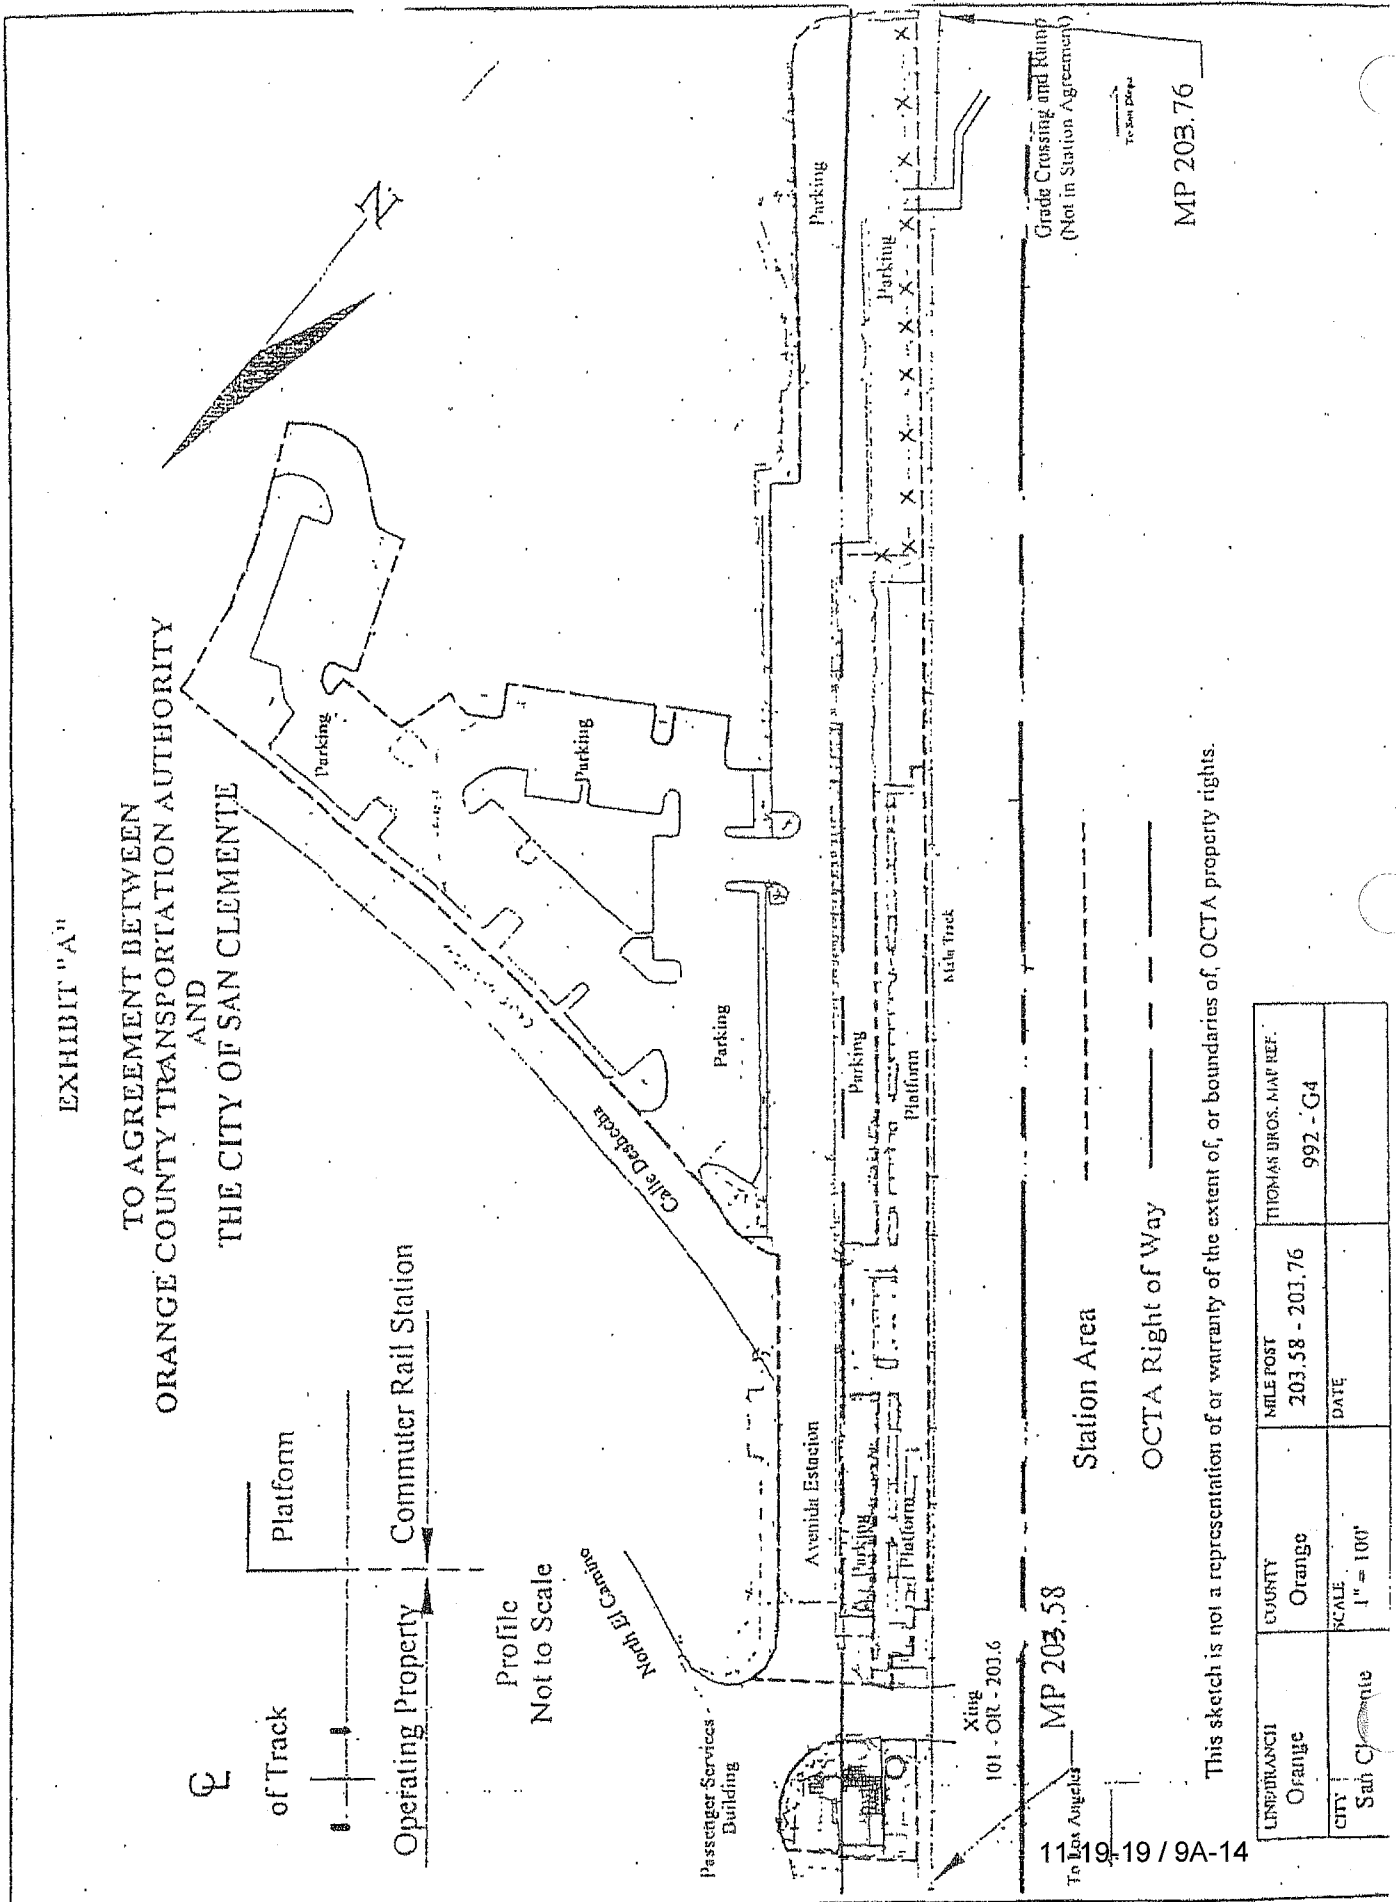 EXHIBIT "A"
TO AGREEMENT BETWEEN
ORANGE COUNTY TRANSPORTATION AUTHORITY
AND
THE CITY OF SAN CLEMENTE
of Track
Platform
Operating Property
Commuter Rail Station
Profile
Not to Scale
N
North El Camino
Calle Deshecha
Parking
Parking
Parking
Parking
Passenger Services
Building
Avenida Estacion
Parking
Parking
Parking
Platform
Platform
Main Track
Xing
101 - OR - 203.6
MP 203.58
To Los Angeles
Grade Crossing and Ramp
(Not in Station Agreement)
To San Diego
MP 203.76
Station Area
OCTA Right of Way
This sketch is not a representation of or warranty of the extent of, or boundaries of, OCTA property rights.
LINE/BRANCH
Orange
COUNTY
Orange
MILE POST
203.58 - 203.76
THOMAS BROS. MAP REF.
992 - G4
CITY
San
SCALE
1" = 100'
DATE
11-19-19 / 9A-14